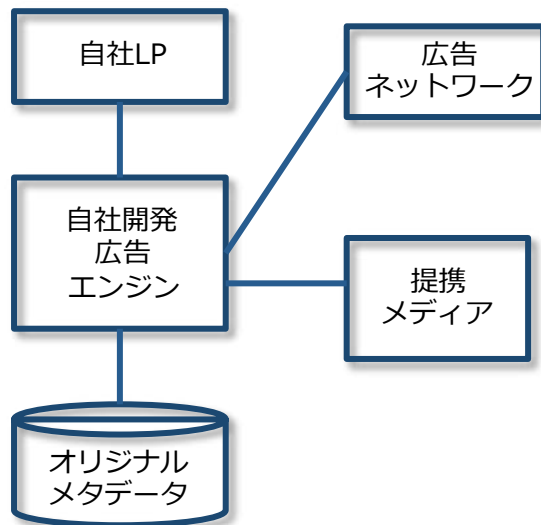 自社LP
広告
ネットワーク
自社開発
広告
エンジン
提携
メディア
オリジナル
メタデータ